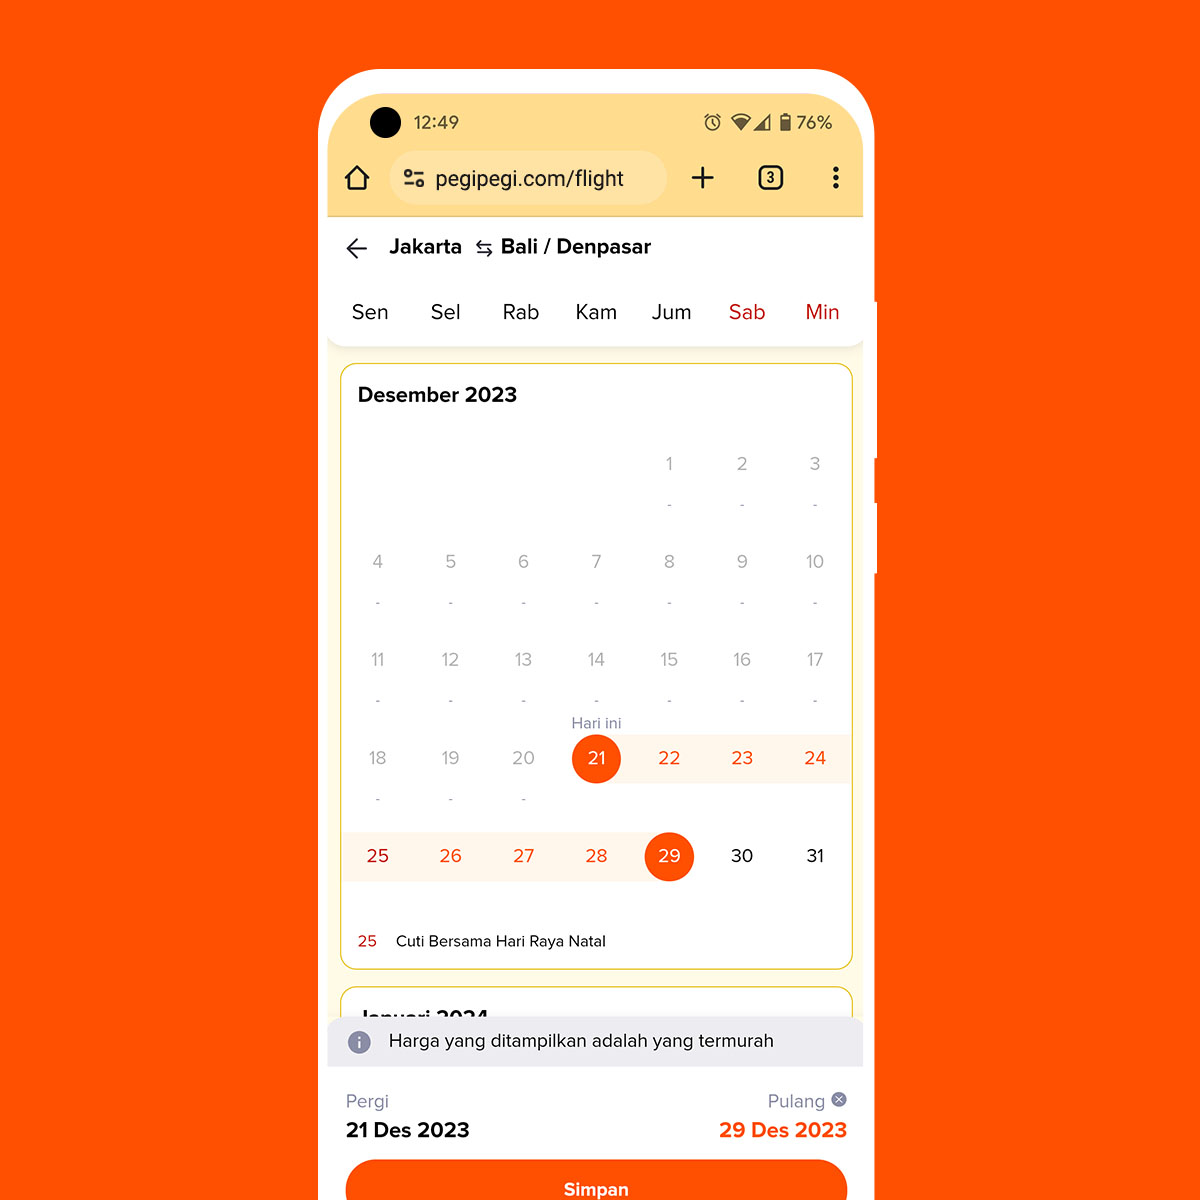 12:49 76%
pegipegi.com/flight 3
Jakarta ⇆ Bali / Denpasar
Sen Sel Rab Kam Jum Sab Min
Desember 2023
1 2 3
- - -
4 5 6 7 8 9 10
- - - - - - -
11 12 13 14 15 16 17
- - - - - - -
Hari ini
18 19 20 21 22 23 24
- - -
25 26 27 28 29 30 31
25 Cuti Bersama Hari Raya Natal
Januari 2024
Harga yang ditampilkan adalah yang termurah
Pergi Pulang
21 Des 2023 29 Des 2023
Simpan